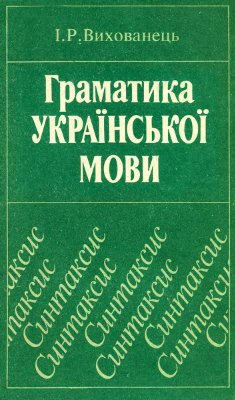 І.Р.Вихованець
Граматика
УКРАЇНСЬКОЇ
МОВИ
Синтаксис
Синтаксис
Синтаксис
Синтаксис
Синтаксис
Синтаксис